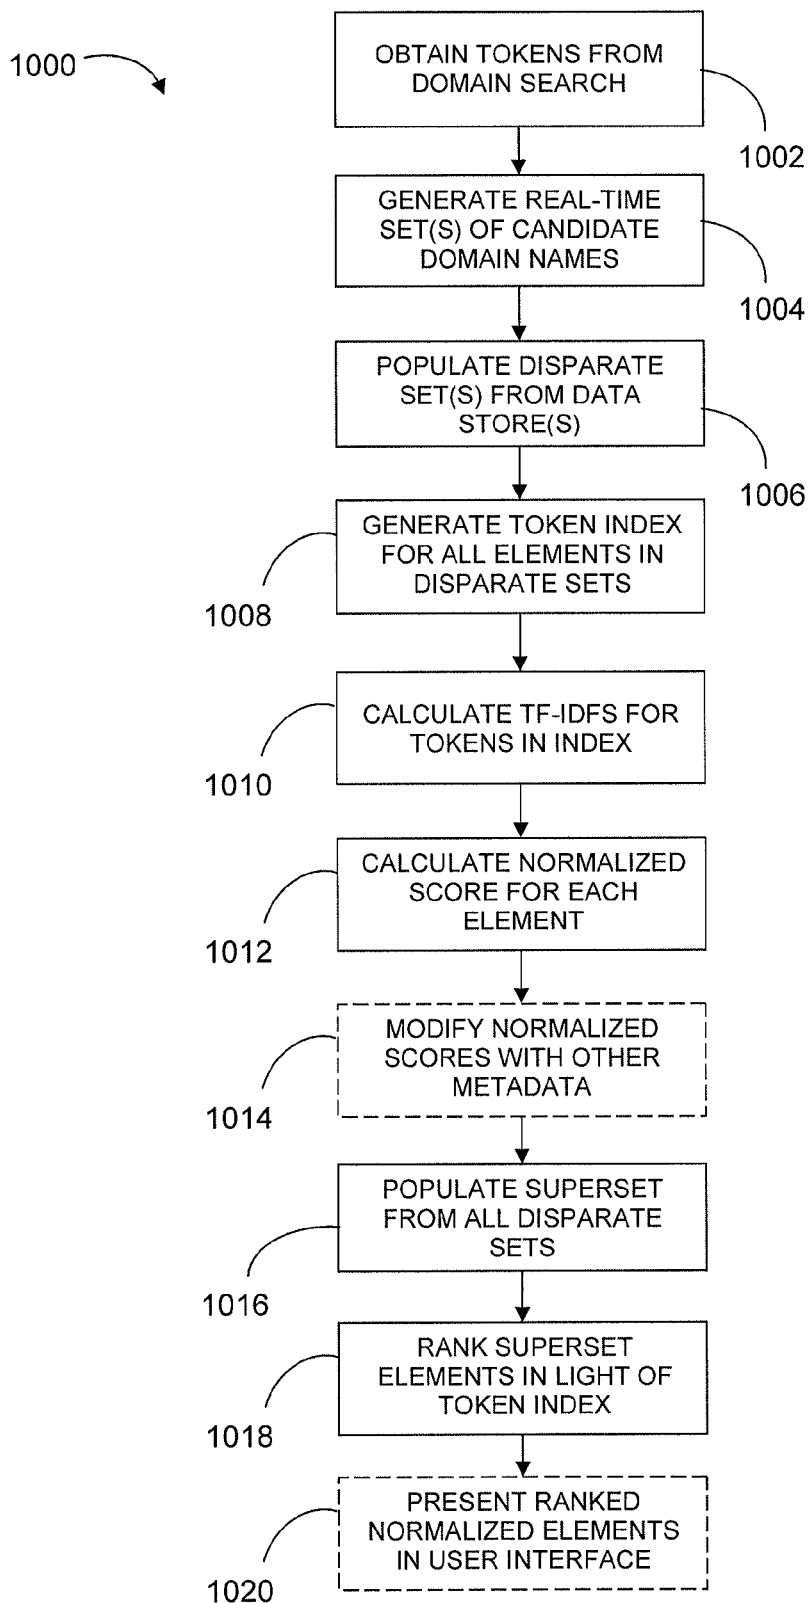 1000
OBTAIN TOKENS FROM
DOMAIN SEARCH
1002
GENERATE REAL-TIME
SET(S) OF CANDIDATE
DOMAIN NAMES
1004
POPULATE DISPARATE
SET(S) FROM DATA
STORE(S)
1006
GENERATE TOKEN INDEX
FOR ALL ELEMENTS IN
DISPARATE SETS
1008
CALCULATE TF-IDFS FOR
TOKENS IN INDEX
1010
CALCULATE NORMALIZED
SCORE FOR EACH
ELEMENT
1012
MODIFY NORMALIZED
SCORES WITH OTHER
METADATA
1014
POPULATE SUPERSET
FROM ALL DISPARATE
SETS
1016
RANK SUPERSET
ELEMENTS IN LIGHT OF
TOKEN INDEX
1018
PRESENT RANKED
NORMALIZED ELEMENTS
IN USER INTERFACE
1020